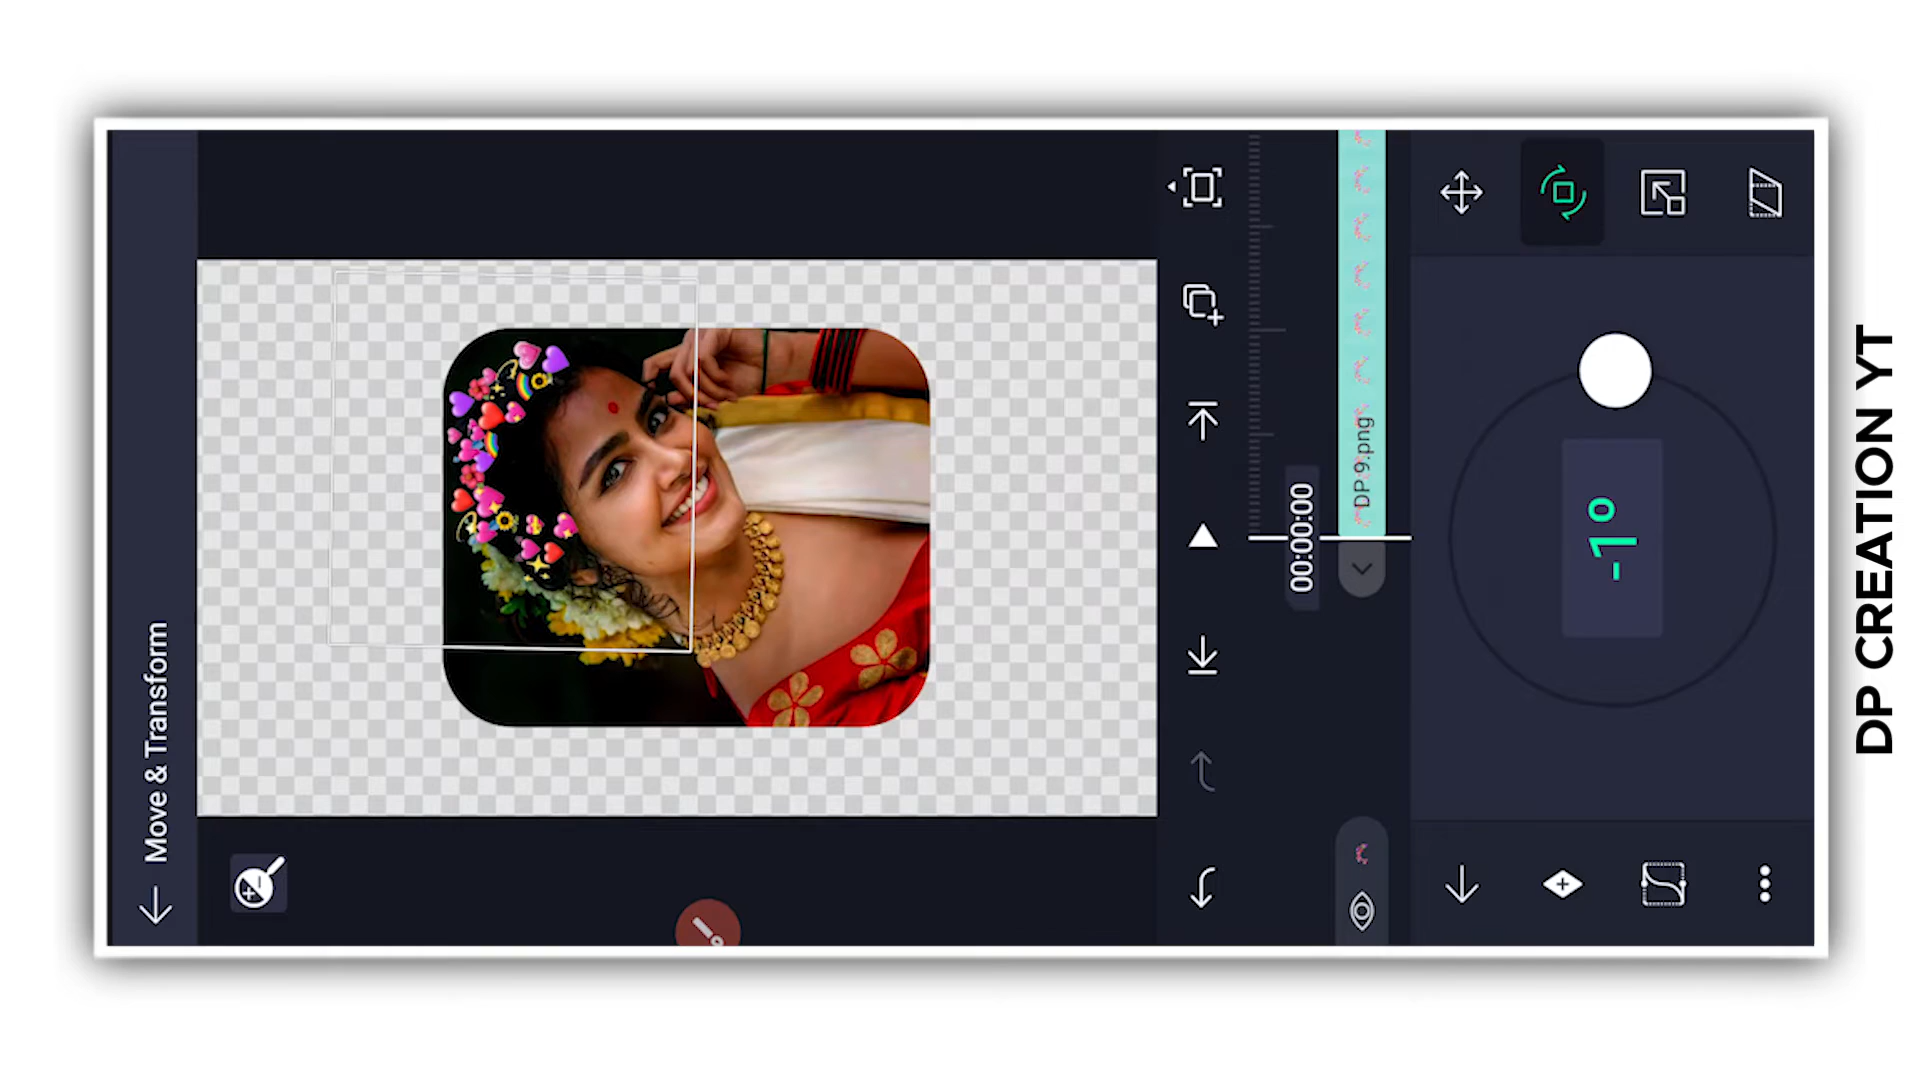 Move & Transform
00:00:00
DP 9.png
-1°
DP CREATION YT